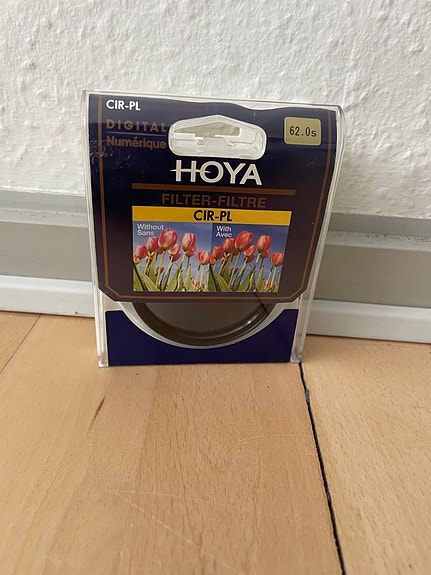 CIR-PL
DIGITAL
Numérique
62.0s
HOYA
FILTER-FILTRE
CIR-PL
Without
Sans
With
Avec